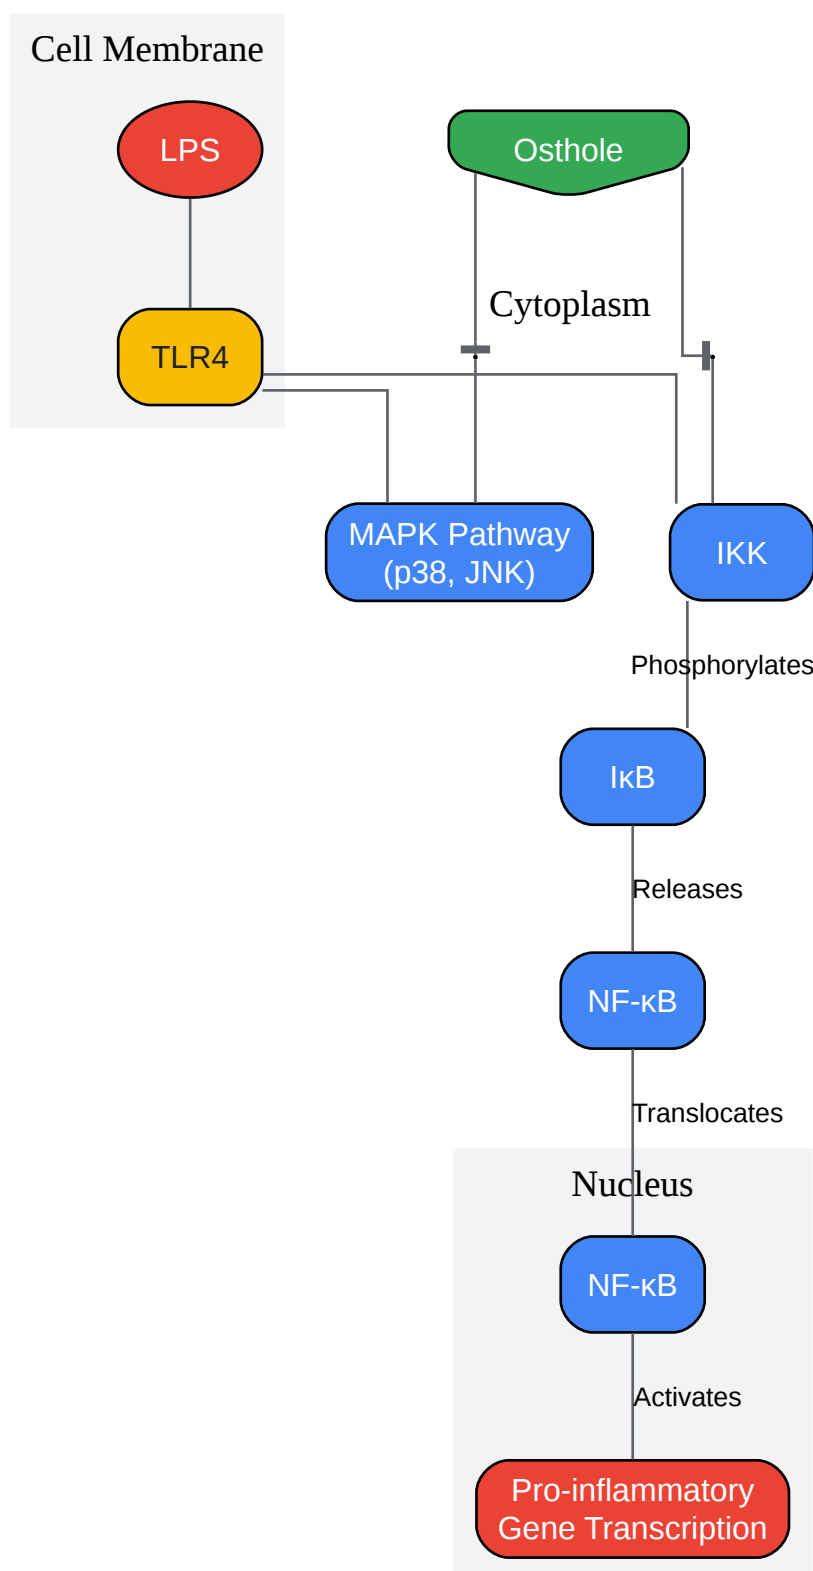 Cell Membrane
LPS
Osthole
Cytoplasm
TLR4
MAPK Pathway
(p38, JNK)
IKK
Phosphorylates
IκB
Releases
NF-κB
Translocates
Nucleus
NF-κB
Activates
Pro-inflammatory
Gene Transcription